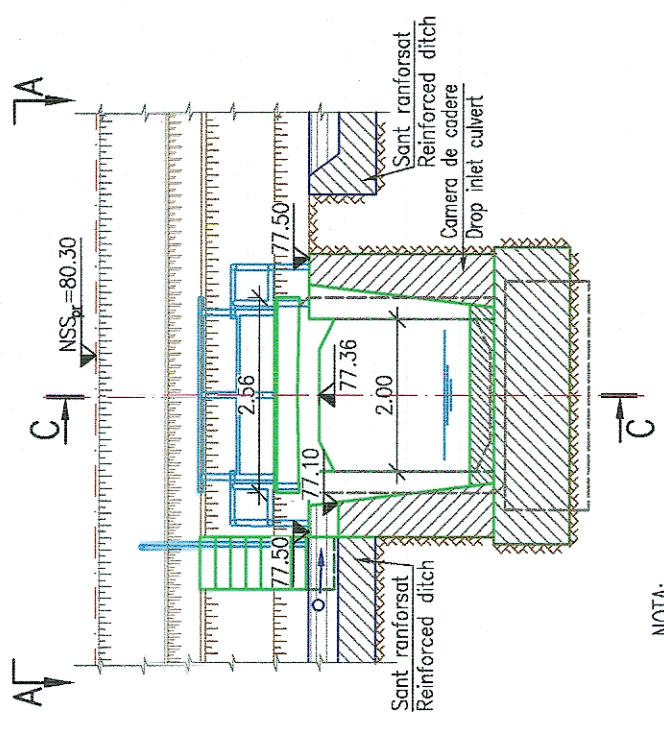 A
A
NSSpr=80.30
C
C
2.66
77.50
77.50
77.36
77.10
2.00
Sant ranforsat
Reinforced ditch
Camera de cadere
Drop inlet culvert
Sant ranforsat
Reinforced ditch
NOTA: